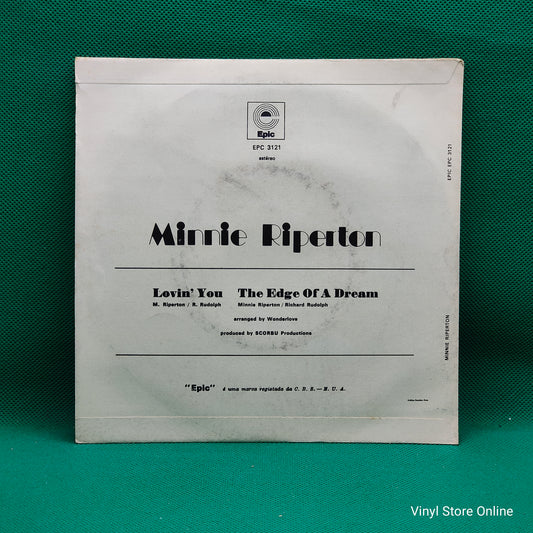 Epic
EPC 3121
estéreo
EPIC EPC 3121
Minnie Riperton
Lovin' You The Edge Of A Dream
M. Riperton / R. Rudolph Minnie Riperton / Richard Rudolph
arranged by Wonderlove
produced by SCORBU Productions
MINNIE RIPERTON
"Epic" é uma marca registada da C. B. S. — N. U. A.
Vinyl Store Online